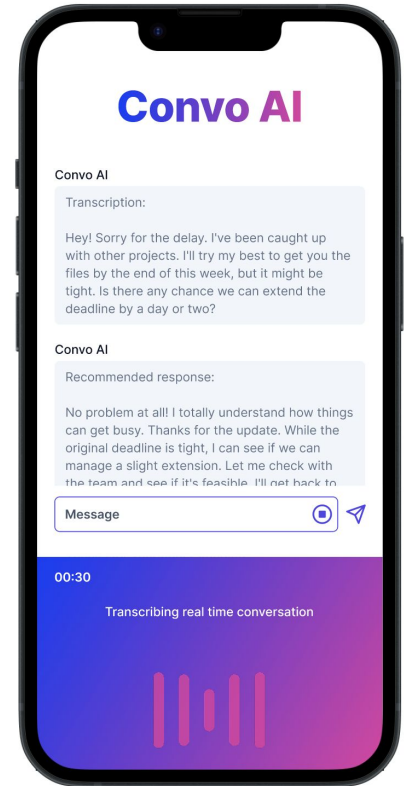 Convo AI
Convo AI
Transcription:
Hey! Sorry for the delay. I've been caught up
with other projects. I'll try my best to get you the
files by the end of this week, but it might be
tight. Is there any chance we can extend the
deadline by a day or two?
Convo AI
Recommended response:
No problem at all! I totally understand how things
can get busy. Thanks for the update. While the
original deadline is tight, I can see if we can
manage a slight extension. Let me check with
the team and see if it's feasible. I'll get back to
Message
00:30
Transcribing real time conversation